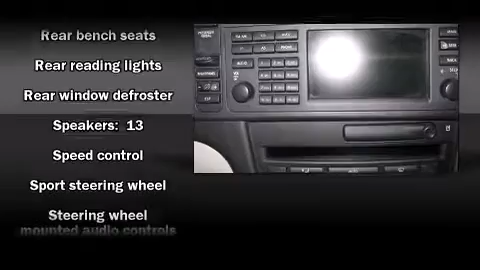 Rear bench seats
Rear reading lights
Rear window defroster
Speakers: 13
Speed control
Sport steering wheel
Steering wheel
mounted audio controls
AUDIO